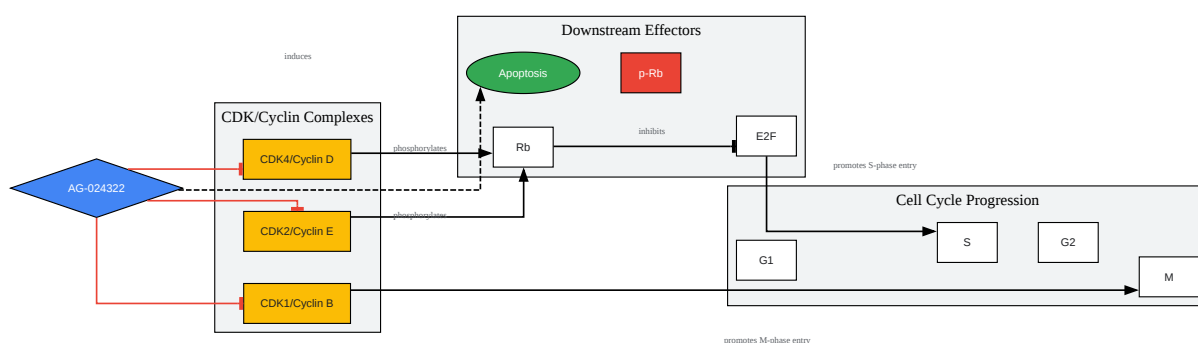 Downstream Effectors
induces
Apoptosis
p-Rb
CDK/Cyclin Complexes
CDK4/Cyclin D
phosphorylates
Rb
inhibits
E2F
promotes S-phase entry
AG-024322
Cell Cycle Progression
CDK2/Cyclin E
phosphorylates
G1
S
G2
M
CDK1/Cyclin B
promotes M-phase entry